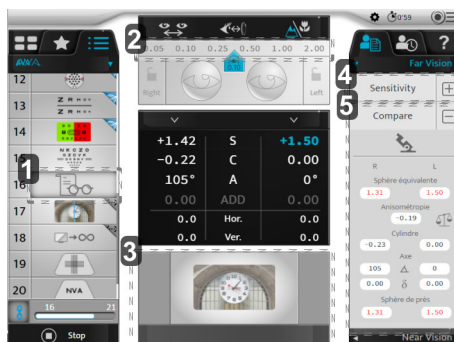 0'59
2
0.05 0.10 0.25 0.50 1.00 2.00
Right
Left
AVA
12
13
Z R H O V
14
15
N K C Z O
R Z D V R
1
16
17
18
19
20
NVA
16 21
Stop
+1.42 S +1.50
-0.22 C 0.00
105° A 0°
0.00 ADD 0.00
0.0 Hor. 0.0
0.0 Ver. 0.0
3
?
Far Vision
4
Sensitivity
5
Compare
R L
Sphère équivalente
1.31 1.50
Anisométropie
-0.19
Cylindre
-0.23 0.00
Axe
105 0
0.00 δ 0.00
Sphère de près
1.31 1.50
Near Vision